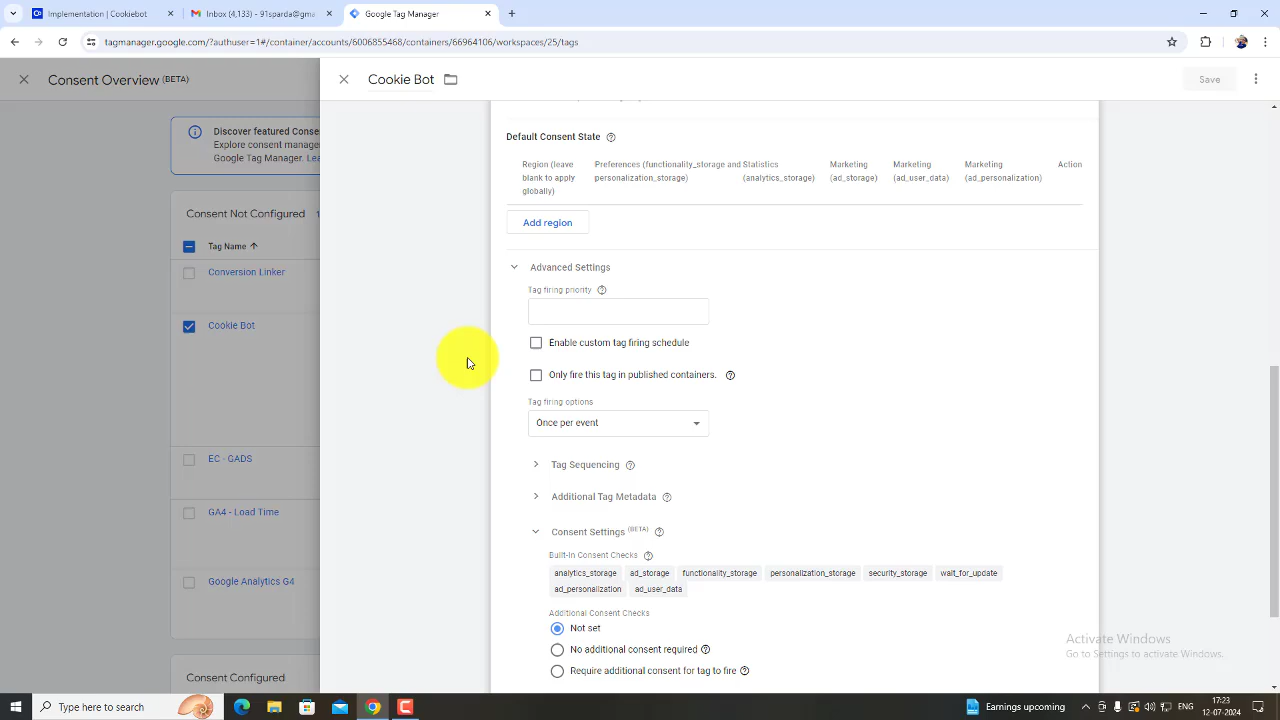 Implementation | Cookiebot
Inbox (4,133) - 91sparda@gma
Google Tag Manager
tagmanager.google.com/?authuser=1#/container/accounts/6006855468/containers/66964106/workspaces/25/tags
Consent Overview (BETA)
Cookie Bot
Save
Discover featured Conse
Explore consent manage
Google Tag Manager. Lea
Consent Not Configured
Tag Name
Conversion Linker
Cookie Bot
EC - GADS
GA4 - Load Time
Google Analytics G4
Consent Configured
Default Consent State
Region (leave blank to apply globally)
Preferences (functionality_storage and personalization_storage)
Statistics (analytics_storage)
Marketing (ad_storage)
Marketing (ad_user_data)
Marketing (ad_personalization)
Action
Add region
Advanced Settings
Tag firing priority
Enable custom tag firing schedule
Only fire this tag in published containers.
Tag firing options
Once per event
Tag Sequencing
Additional Tag Metadata
Consent Settings (BETA)
Built-In Consent Checks
analytics_storage ad_storage functionality_storage personalization_storage security_storage wait_for_update
ad_personalization ad_user_data
Additional Consent Checks
Not set
No additional consent required
Require additional consent for tag to fire
Activate Windows
Go to Settings to activate Windows.
Type here to search
Earnings upcoming
ENG
17:23
12-07-2024